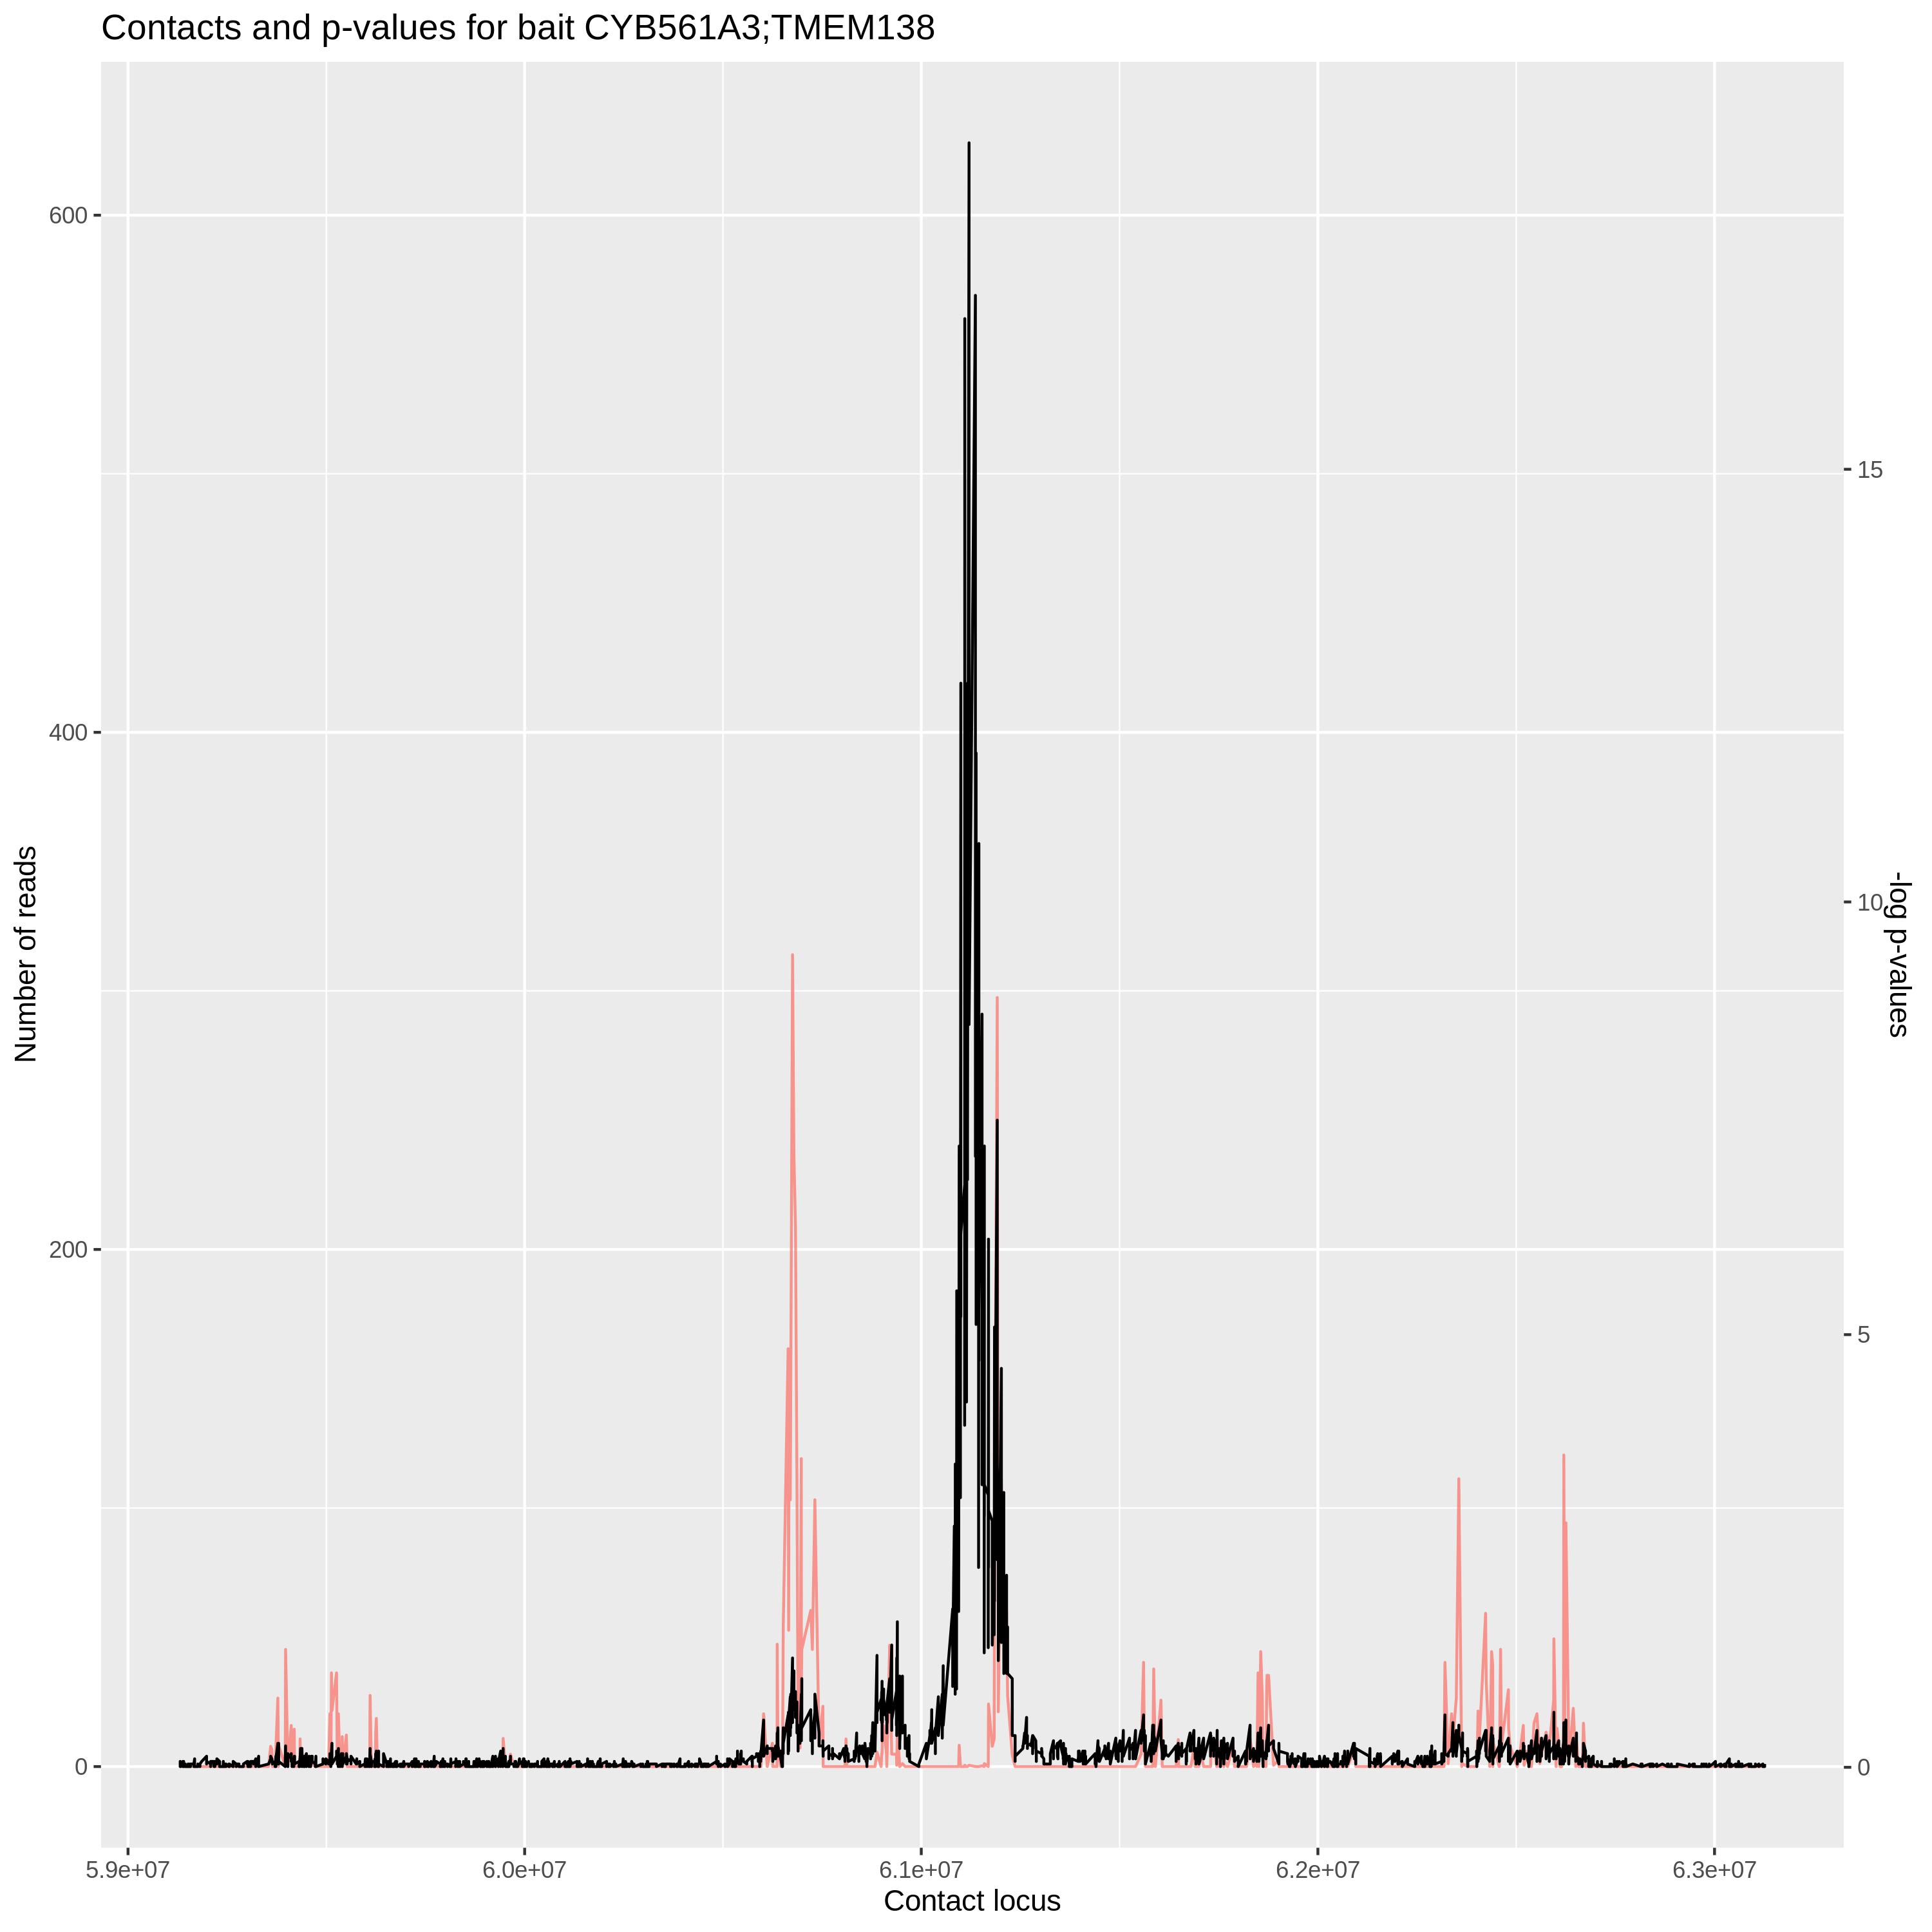 Contacts and p-values for bait CYB561A3;TMEM138
600
400
200
0
Number of reads
15
10
5
0
-log p-values
5.9e+07 6.0e+07 6.1e+07 6.2e+07 6.3e+07
Contact locus